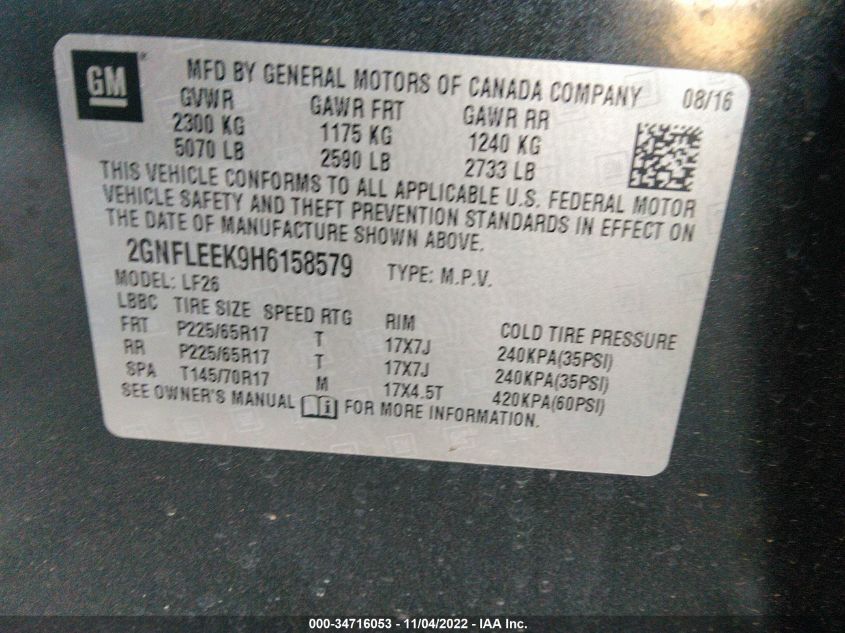 GM ® MFD BY GENERAL MOTORS OF CANADA COMPANY 08/16
GVWR GAWR FRT GAWR RR
2300 KG 1175 KG 1240 KG
5070 LB 2590 LB 2733 LB
THIS VEHICLE CONFORMS TO ALL APPLICABLE U.S. FEDERAL MOTOR
VEHICLE SAFETY AND THEFT PREVENTION STANDARDS IN EFFECT ON
THE DATE OF MANUFACTURE SHOWN ABOVE.
2GNFLEEK9H6158579 TYPE: M.P.V.
MODEL: LF26
LBBC TIRE SIZE SPEED RTG RIM COLD TIRE PRESSURE
FRT P225/65R17 T 17X7J 240KPA(35PSI)
RR P225/65R17 T 17X7J 240KPA(35PSI)
SPA T145/70R17 M 17X4.5T 420KPA(60PSI)
SEE OWNER'S MANUAL i FOR MORE INFORMATION.
000-34716053 - 11/04/2022 - IAA Inc.